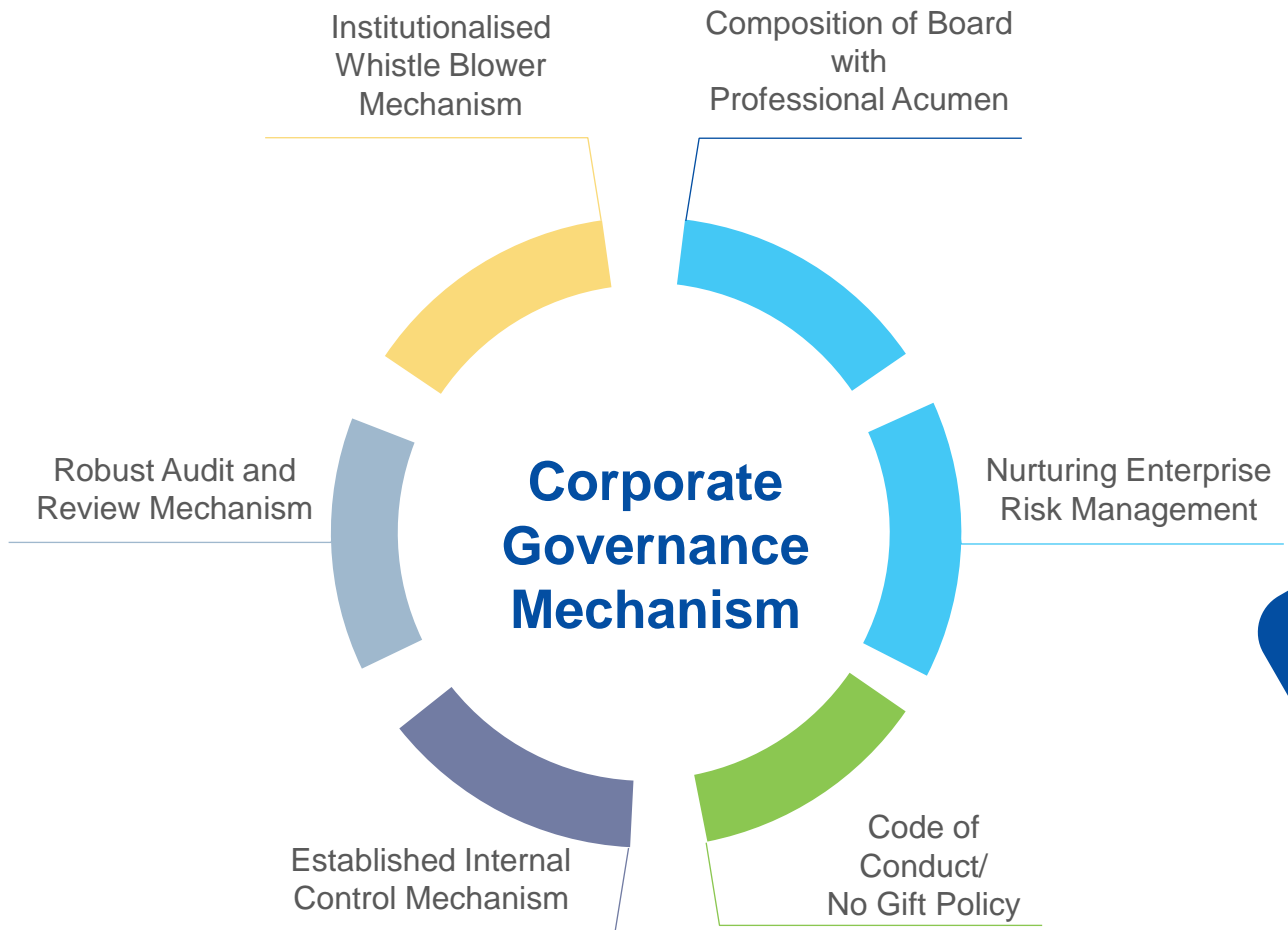 Institutionalised
Whistle Blower
Mechanism
Composition of Board
with
Professional Acumen
Robust Audit and
Review Mechanism
Corporate
Governance
Mechanism
Nurturing Enterprise
Risk Management
Established Internal
Control Mechanism
Code of
Conduct/
No Gift Policy